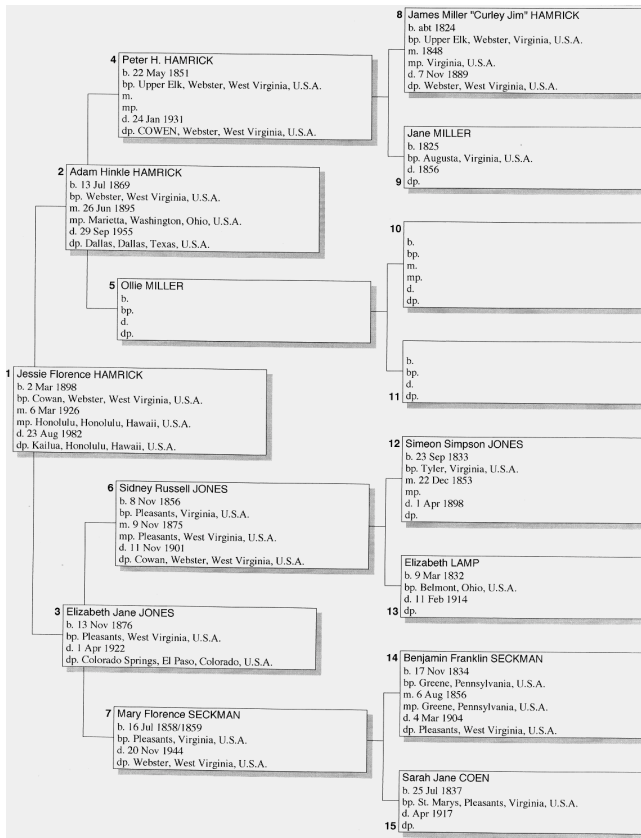 8 James Miller "Curley Jim" HAMRICK
b. abt 1824
bp. Upper Elk, Webster, Virginia, U.S.A.
m. 1848
mp. Virginia, U.S.A.
d. 7 Nov 1889
dp. Webster, West Virginia, U.S.A.
4 Peter H. HAMRICK
b. 22 May 1851
bp. Upper Elk, Webster, West Virginia, U.S.A.
m.
mp.
d. 24 Jan 1931
dp. COWEN, Webster, West Virginia, U.S.A.
Jane MILLER
b. 1825
bp. Augusta, Virginia, U.S.A.
d. 1856
9 dp.
2 Adam Hinkle HAMRICK
b. 13 Jul 1869
bp. Webster, West Virginia, U.S.A.
m. 26 Jun 1895
mp. Marietta, Washington, Ohio, U.S.A.
d. 29 Sep 1955
dp. Dallas, Dallas, Texas, U.S.A.
10
b.
bp.
m.
mp.
d.
dp.
5 Ollie MILLER
b.
bp.
d.
dp.
b.
bp.
d.
11 dp.
1 Jessie Florence HAMRICK
b. 2 Mar 1898
bp. Cowan, Webster, West Virginia, U.S.A.
m. 6 Mar 1926
mp. Honolulu, Honolulu, Hawaii, U.S.A.
d. 23 Aug 1982
dp. Kailua, Honolulu, Hawaii, U.S.A.
12 Simeon Simpson JONES
b. 23 Sep 1833
bp. Tyler, Virginia, U.S.A.
m. 22 Dec 1853
mp.
d. 1 Apr 1898
dp.
6 Sidney Russell JONES
b. 8 Nov 1856
bp. Pleasants, Virginia, U.S.A.
m. 9 Nov 1875
mp. Pleasants, West Virginia, U.S.A.
d. 11 Nov 1901
dp. Cowan, Webster, West Virginia, U.S.A.
Elizabeth LAMP
b. 9 Mar 1832
bp. Belmont, Ohio, U.S.A.
d. 11 Feb 1914
13 dp.
3 Elizabeth Jane JONES
b. 13 Nov 1876
bp. Pleasants, West Virginia, U.S.A.
d. 1 Apr 1922
dp. Colorado Springs, El Paso, Colorado, U.S.A.
14 Benjamin Franklin SECKMAN
b. 17 Nov 1834
bp. Greene, Pennsylvania, U.S.A.
m. 6 Aug 1856
mp. Greene, Pennsylvania, U.S.A.
d. 4 Mar 1904
dp. Pleasants, West Virginia, U.S.A.
7 Mary Florence SECKMAN
b. 16 Jul 1858/1859
bp. Pleasants, Virginia, U.S.A.
d. 20 Nov 1944
dp. Webster, West Virginia, U.S.A.
Sarah Jane COEN
b. 25 Jul 1837
bp. St. Marys, Pleasants, Virginia, U.S.A.
d. Apr 1917
15 dp.